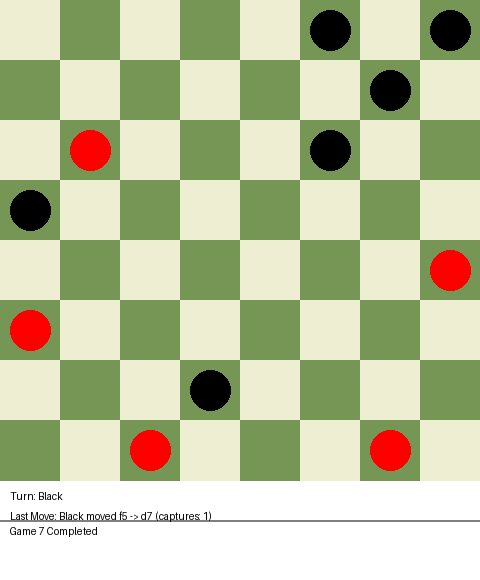 Turn: Black
Last Move: Black moved f5 -> d7 (captures: 1)
Game 7 Completed